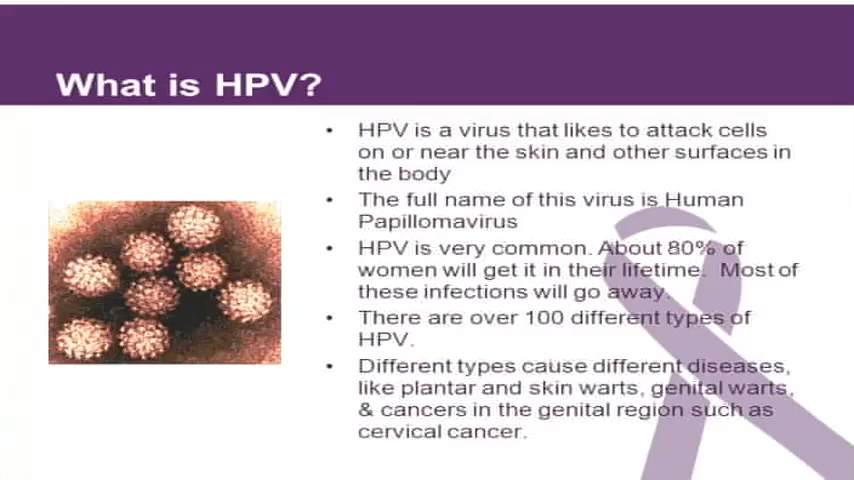 What is HPV?
• HPV is a virus that likes to attack cells
on or near the skin and other surfaces in
the body
• The full name of this virus is Human
Papillomavirus
• HPV is very common. About 80% of
women will get it in their lifetime.  Most of
these infections will go away.
• There are over 100 different types of
HPV.
• Different types cause different diseases,
like plantar and skin warts, genital warts,
& cancers in the genital region such as
cervical cancer.